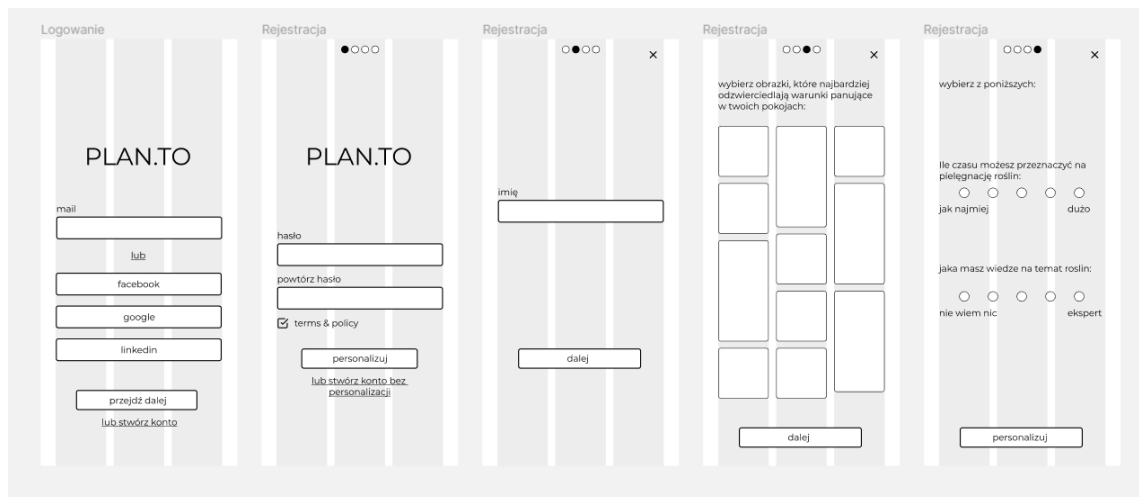 Logowanie
PLAN.TO
mail
lub
facebook
google
linkedin
przejdź dalej
lub stwórz konto
Rejestracja
PLAN.TO
hasło
powtórz hasło
terms & policy
personalizuj
lub stwórz konto bez
personalizacji
Rejestracja
imię
dalej
Rejestracja
wybierz obrazki, które najbardziej
odzwierciedlają warunki panujące
w twoich pokojach:
dalej
Rejestracja
wybierz z poniższych:
Ile czasu możesz przeznaczyć na
pielęgnację roślin:
jak najmiej
dużo
jaka masz wiedze na temat roslin:
nie wiem nic
ekspert
personalizuj